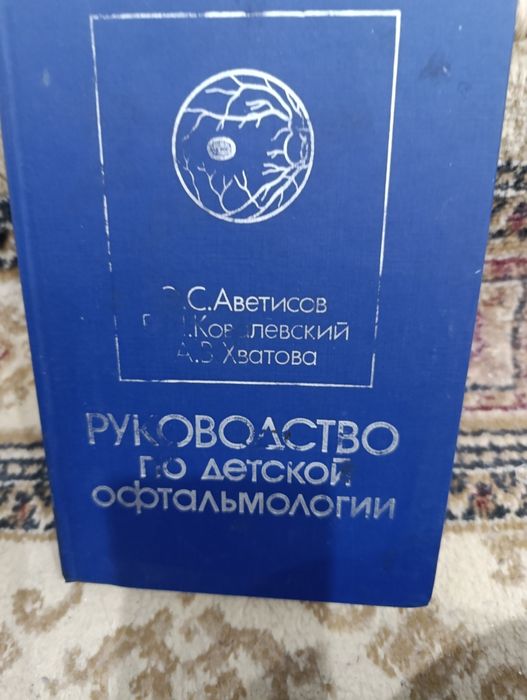 Э.С.Аветисов
Е.И.Ковалевский
А.В.Хватова
РУКОВОДСТВО
по детской
офтальмологии